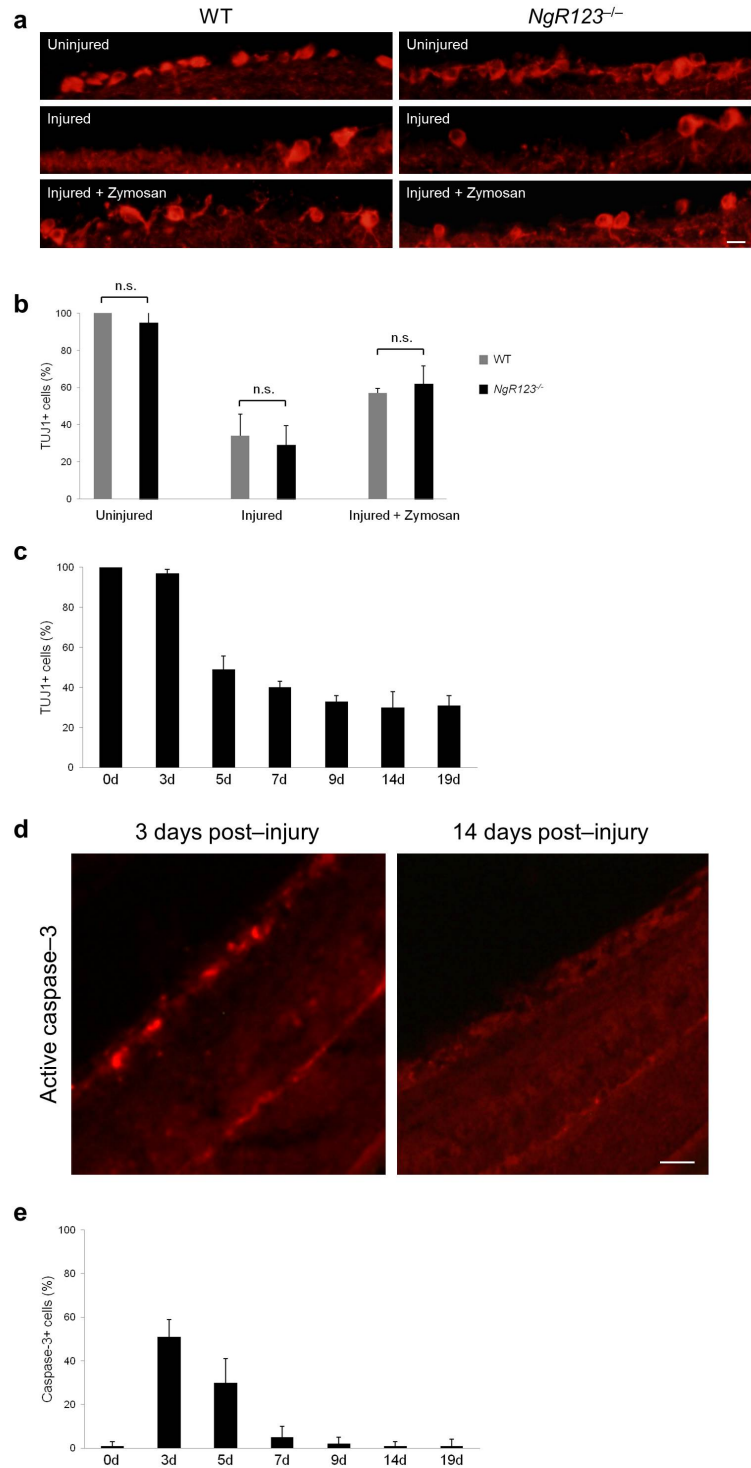 a
WT
NgR123–/–
Uninjured
Uninjured
Injured
Injured
Injured + Zymosan
Injured + Zymosan
b
n.s.
n.s.
n.s.
100
80
60
40
20
0
TUJ1+ cells (%)
WT
NgR123-/-
Uninjured
Injured
Injured + Zymosan
c
100
80
60
40
20
0
TUJ1+ cells (%)
0d 3d 5d 7d 9d 14d 19d
d
3 days post–injury
14 days post–injury
Active caspase–3
e
100
80
60
40
20
0
Caspase-3+ cells (%)
0d 3d 5d 7d 9d 14d 19d